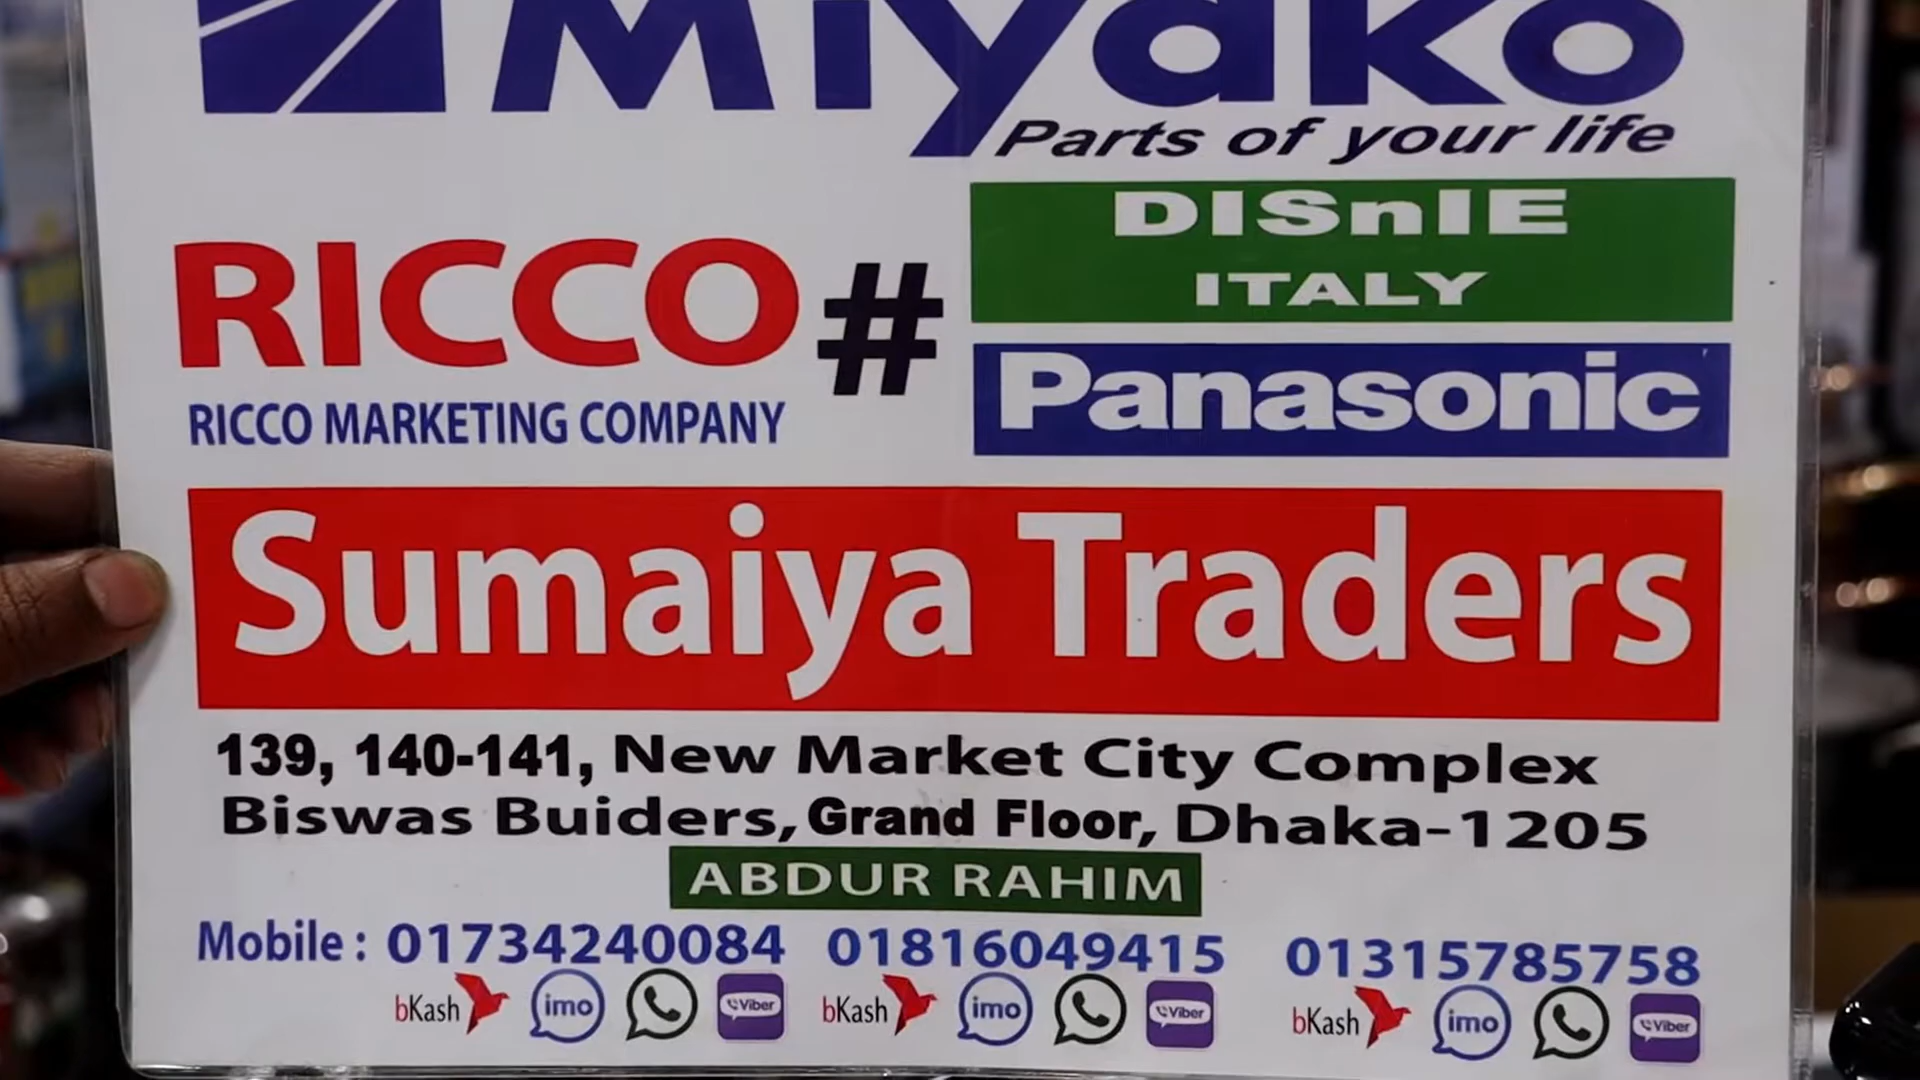 Miyako
Parts of your life
RICCO
RICCO MARKETING COMPANY
#
DISnIE
ITALY
Panasonic
Sumaiya Traders
139, 140-141, New Market City Complex
Biswas Buiders, Grand Floor, Dhaka-1205
ABDUR RAHIM
Mobile : 01734240084 01816049415 01315785758
bKash imo Viber bKash imo Viber bKash imo Viber